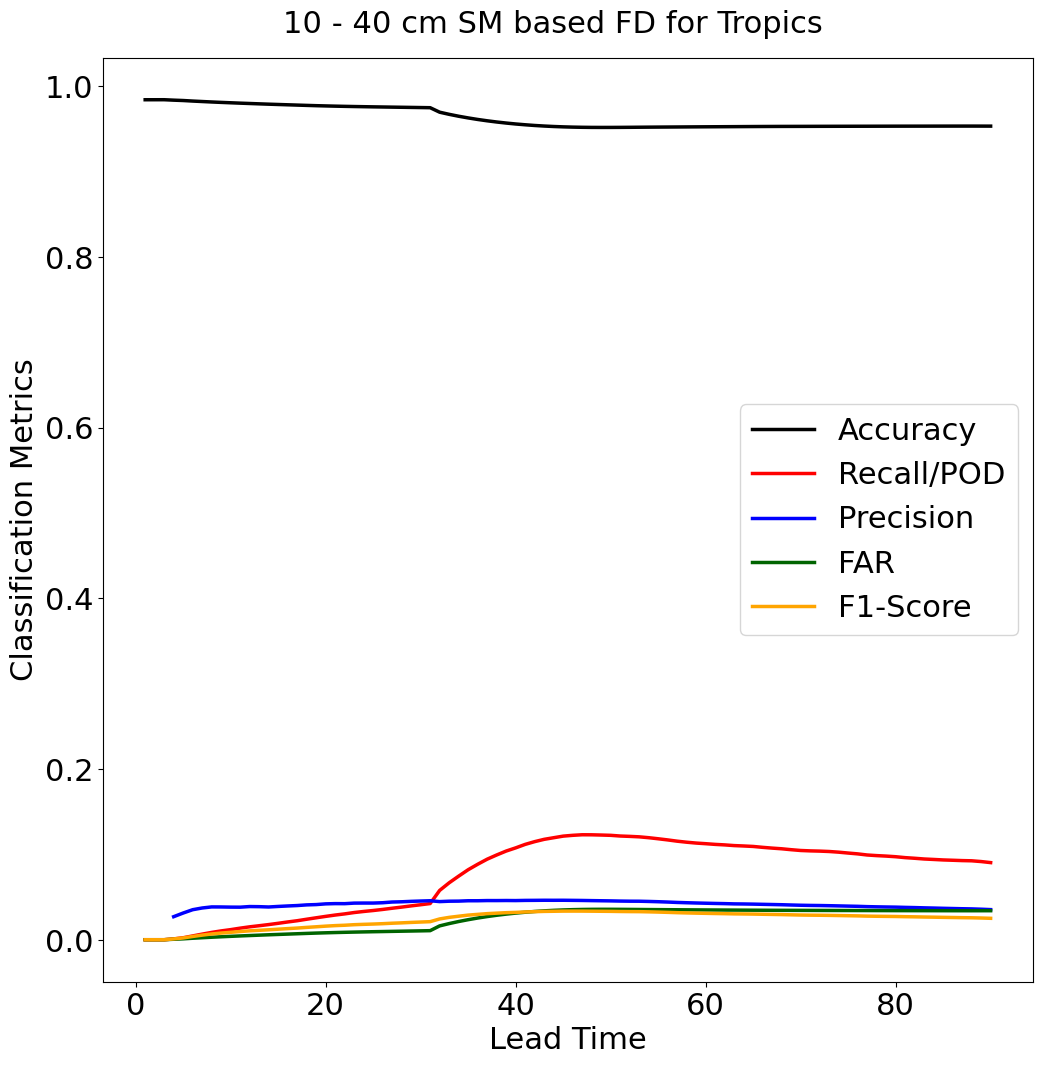 10 - 40 cm SM based FD for Tropics
1.0
0.8
0.6
0.4
0.2
0.0
Classification Metrics
Accuracy
Recall/POD
Precision
FAR
F1-Score
0 20 40 60 80
Lead Time